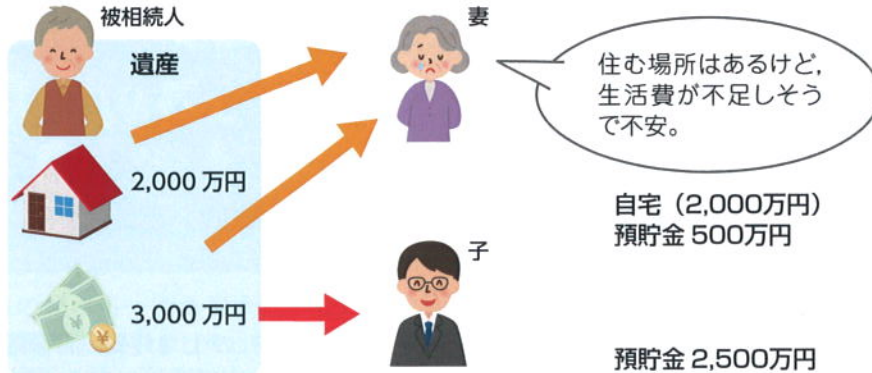 被相続人
遺産
2,000 万円
3,000 万円
妻
住む場所はあるけど,
生活費が不足しそう
で不安。
自宅（2,000万円）
預貯金 500万円
子
預貯金 2,500万円